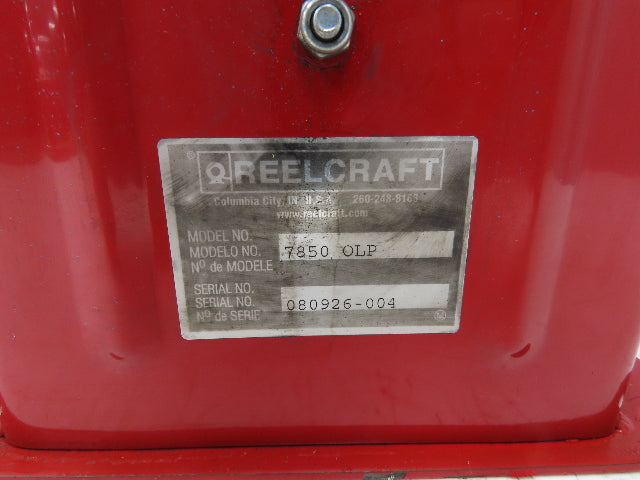 ® REELCRAFT
Columbia City, IN U.S.A. 260-248-8188
www.reelcraft.com
MODEL NO.
MODELO NO. 7850 OLP
Nº de MODELE
SERIAL NO.
SERIAL NO. 080926-004
Nº de SERIE